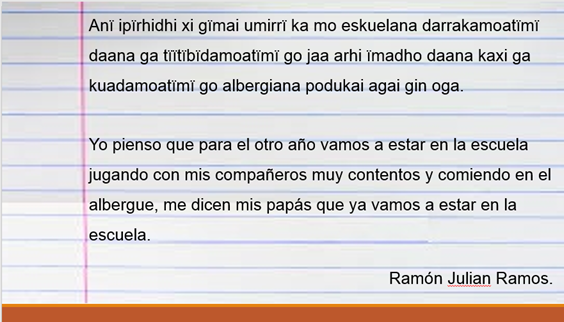 Anï ipïrhidhi xi gïmai umirrï ka mo eskuelana darrakamoatïmï
daana ga tïïtïbïdamoatïmï go jaa arhi ïmadho daana kaxi ga
kuadamoatïmï go albergiana podukai agai gin oga.
Yo pienso que para el otro año vamos a estar en la escuela
jugando con mis compañeros muy contentos y comiendo en el
albergue, me dicen mis papás que ya vamos a estar en la
escuela.
Ramón Julian Ramos.